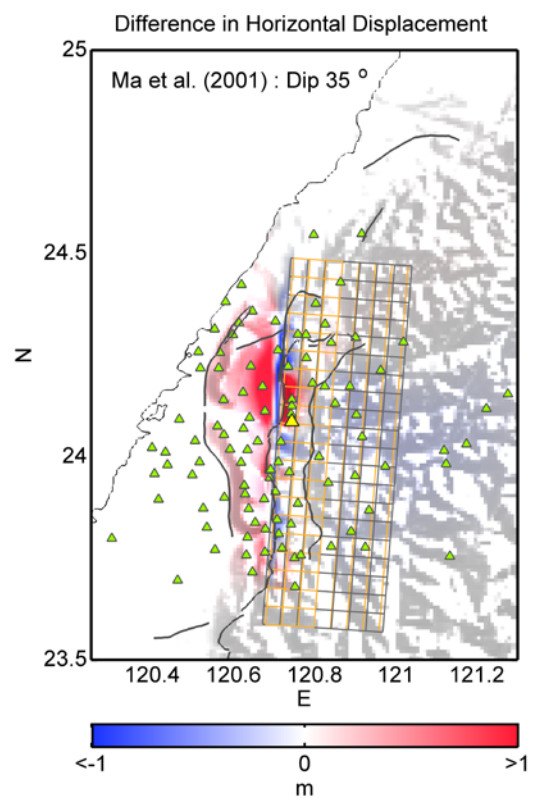 Difference in Horizontal Displacement
Ma et al. (2001) : Dip 35 o
25
24.5
N
24
23.5
120.4 120.6 120.8 121 121.2
E
<-1 0 >1
m